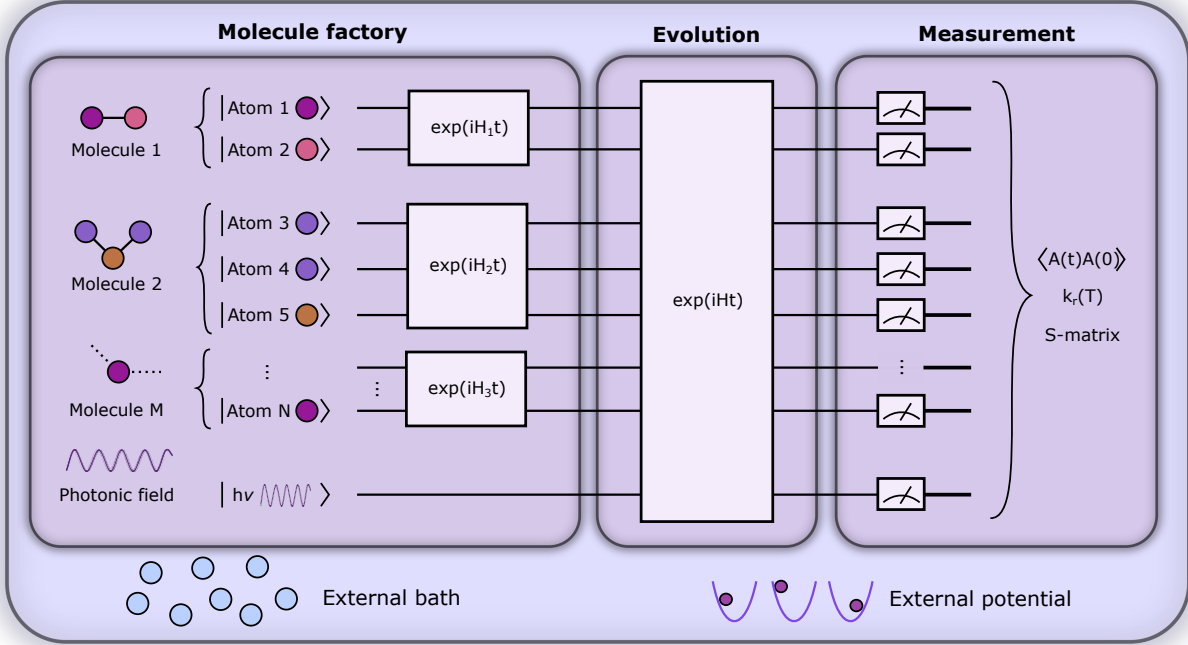 Molecule factory
Evolution
Measurement
Molecule 1
|Atom 1 ⟩
|Atom 2 ⟩
exp(iH₁t)
Molecule 2
|Atom 3 ⟩
|Atom 4 ⟩
|Atom 5 ⟩
exp(iH₂t)
Molecule M
⋮
|Atom N ⟩
⋮
exp(iH₃t)
Photonic field
| hν ⟩
exp(iHt)
⋮
⟨A(t)A(0)⟩
kᵣ(T)
S-matrix
External bath
External potential